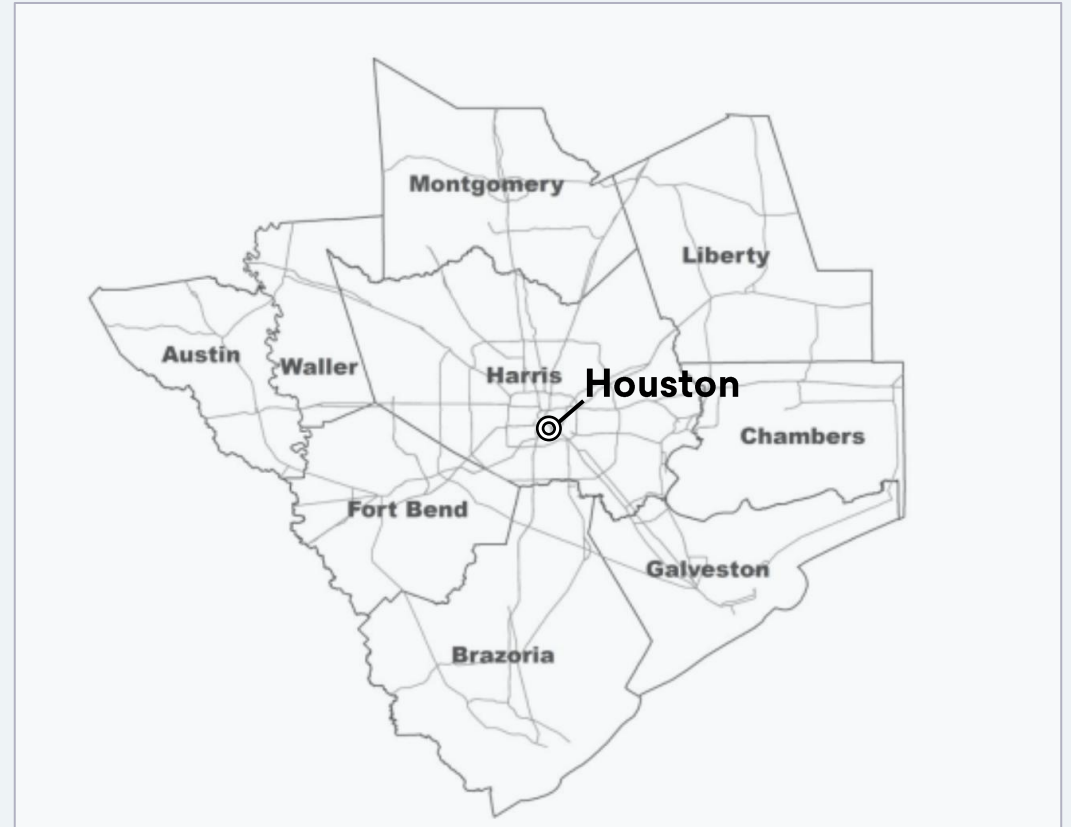 Montgomery
Liberty
Austin
Waller
Harris
Houston
Chambers
Fort Bend
Galveston
Brazoria